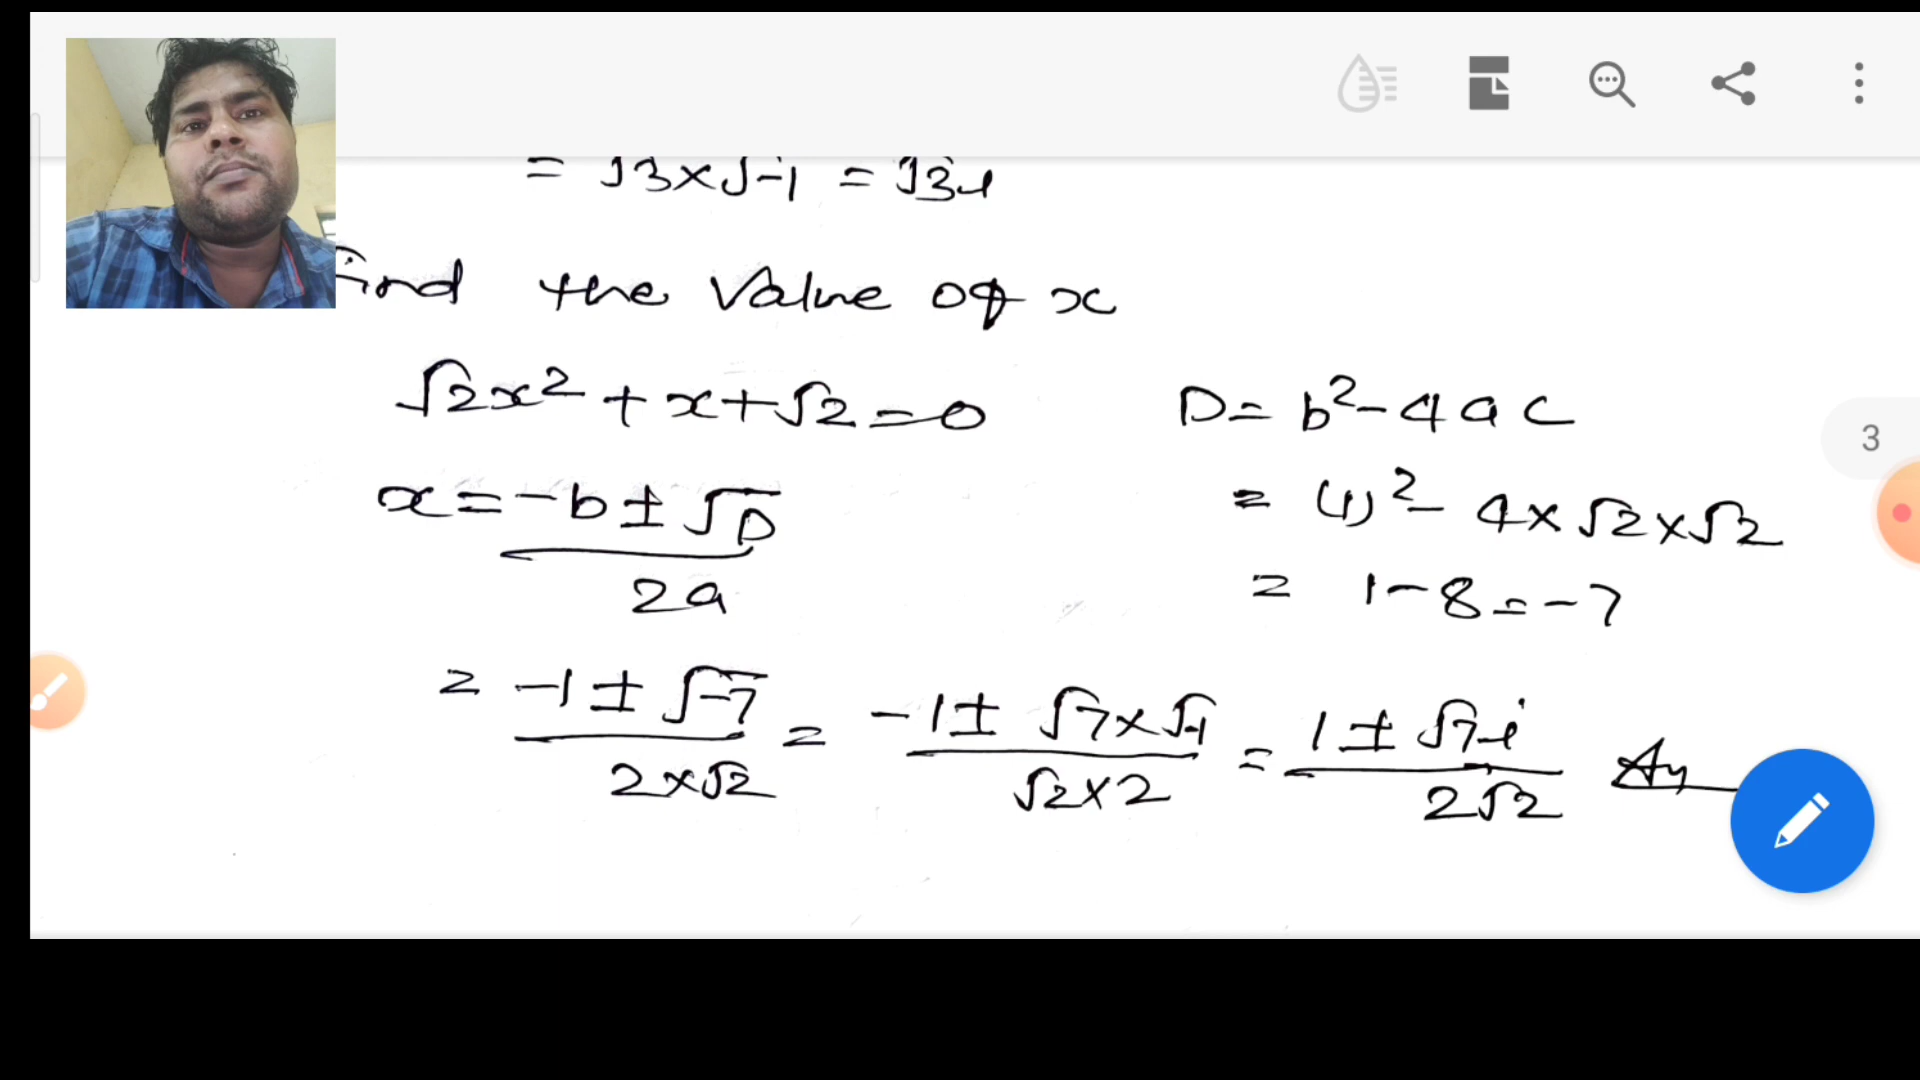 = √3×√-1 = √3i
Find the Value of x
√2x² + x + √2 = 0
D = b² - 4ac
x = (-b ± √D) / 2a
= (1)² - 4×√2×√2
= 1 - 8 = -7
= (-1 ± √-7) / (2×√2) = (-1 ± √7×√-1) / (√2×2) = (1 ± √7i) / (2√2) Ans
3